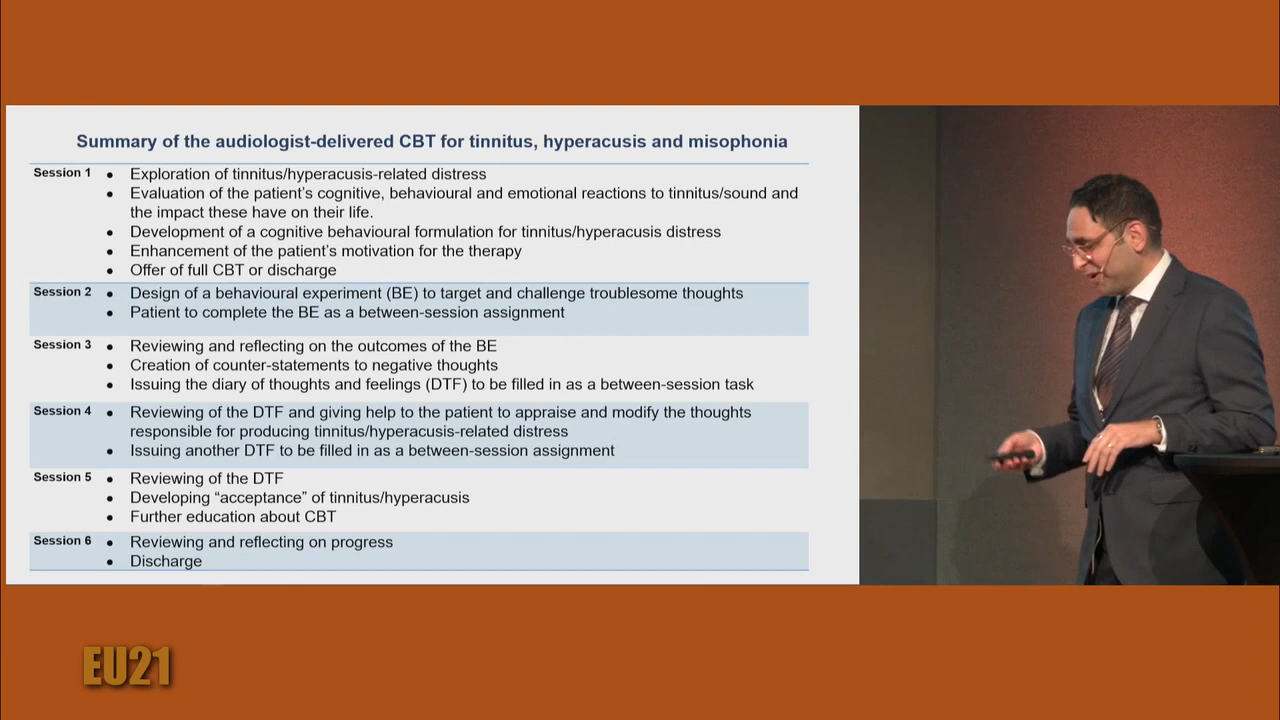 Summary of the audiologist-delivered CBT for tinnitus, hyperacusis and misophonia
Session 1
• Exploration of tinnitus/hyperacusis-related distress
• Evaluation of the patient's cognitive, behavioural and emotional reactions to tinnitus/sound and
the impact these have on their life.
• Development of a cognitive behavioural formulation for tinnitus/hyperacusis distress
• Enhancement of the patient's motivation for the therapy
• Offer of full CBT or discharge
Session 2
• Design of a behavioural experiment (BE) to target and challenge troublesome thoughts
• Patient to complete the BE as a between-session assignment
Session 3
• Reviewing and reflecting on the outcomes of the BE
• Creation of counter-statements to negative thoughts
• Issuing the diary of thoughts and feelings (DTF) to be filled in as a between-session task
Session 4
• Reviewing of the DTF and giving help to the patient to appraise and modify the thoughts
responsible for producing tinnitus/hyperacusis-related distress
• Issuing another DTF to be filled in as a between-session assignment
Session 5
• Reviewing of the DTF
• Developing “acceptance” of tinnitus/hyperacusis
• Further education about CBT
Session 6
• Reviewing and reflecting on progress
• Discharge
EU21